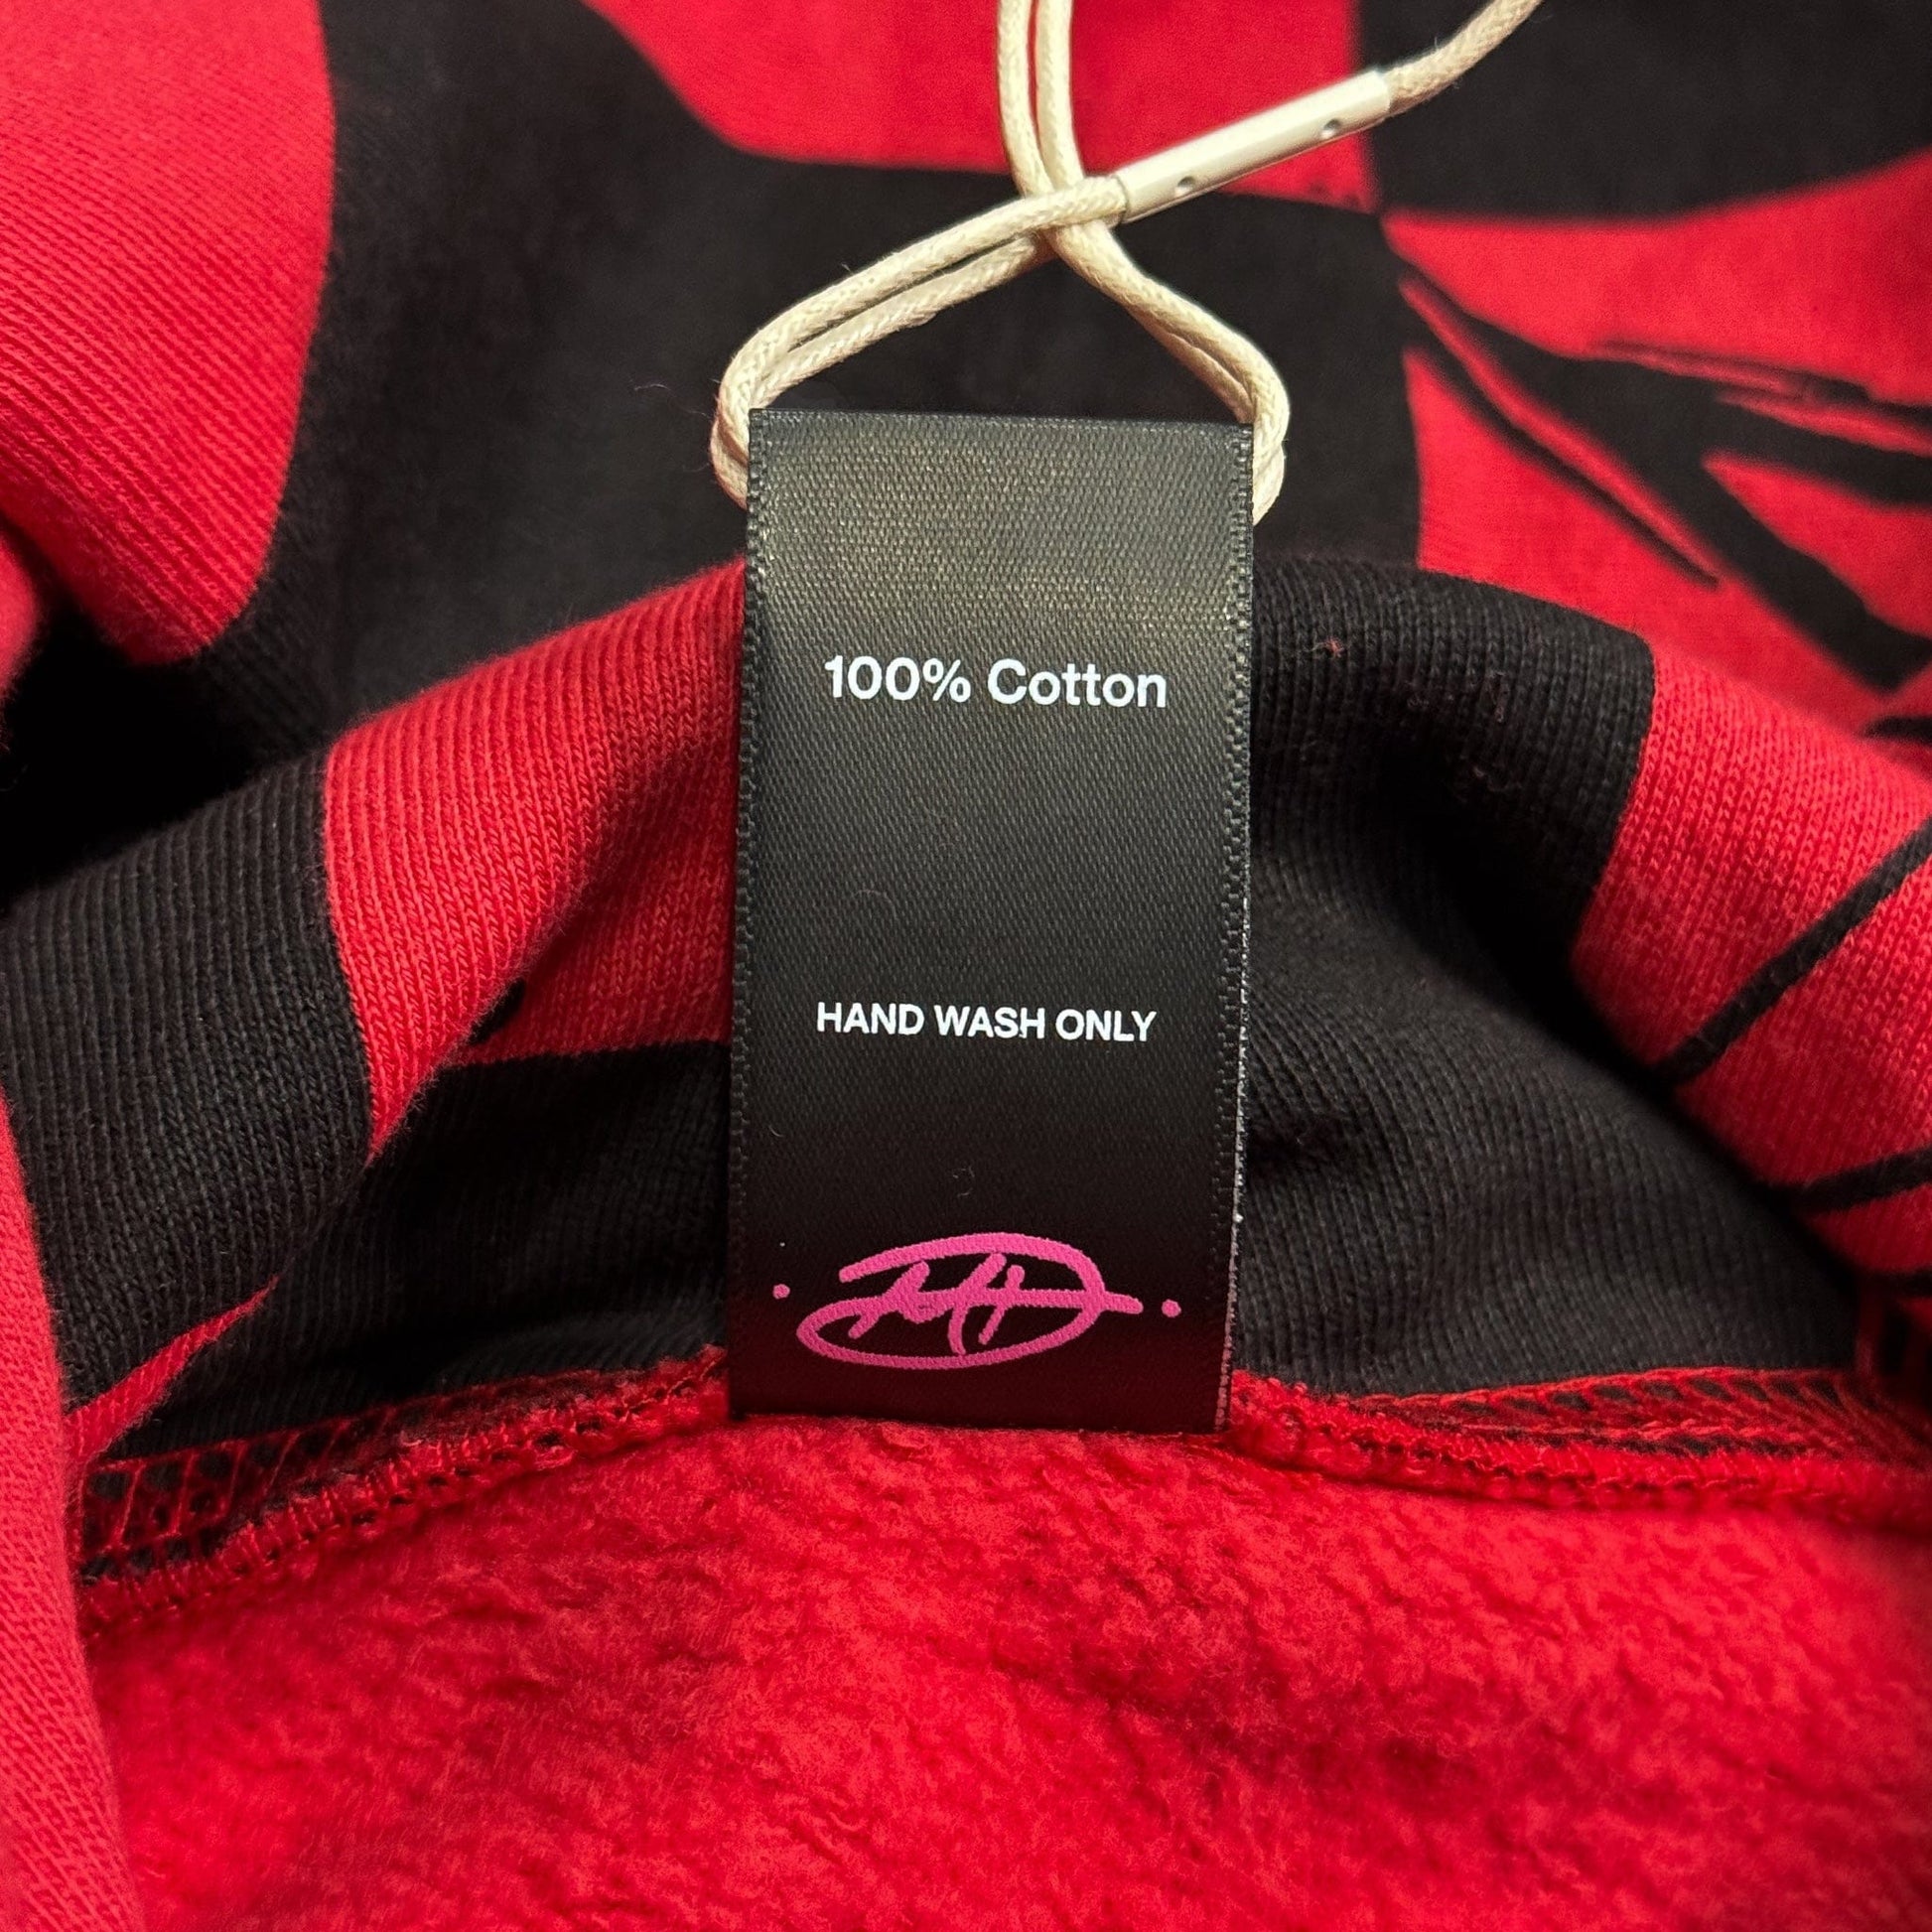 100% Cotton
HAND WASH ONLY